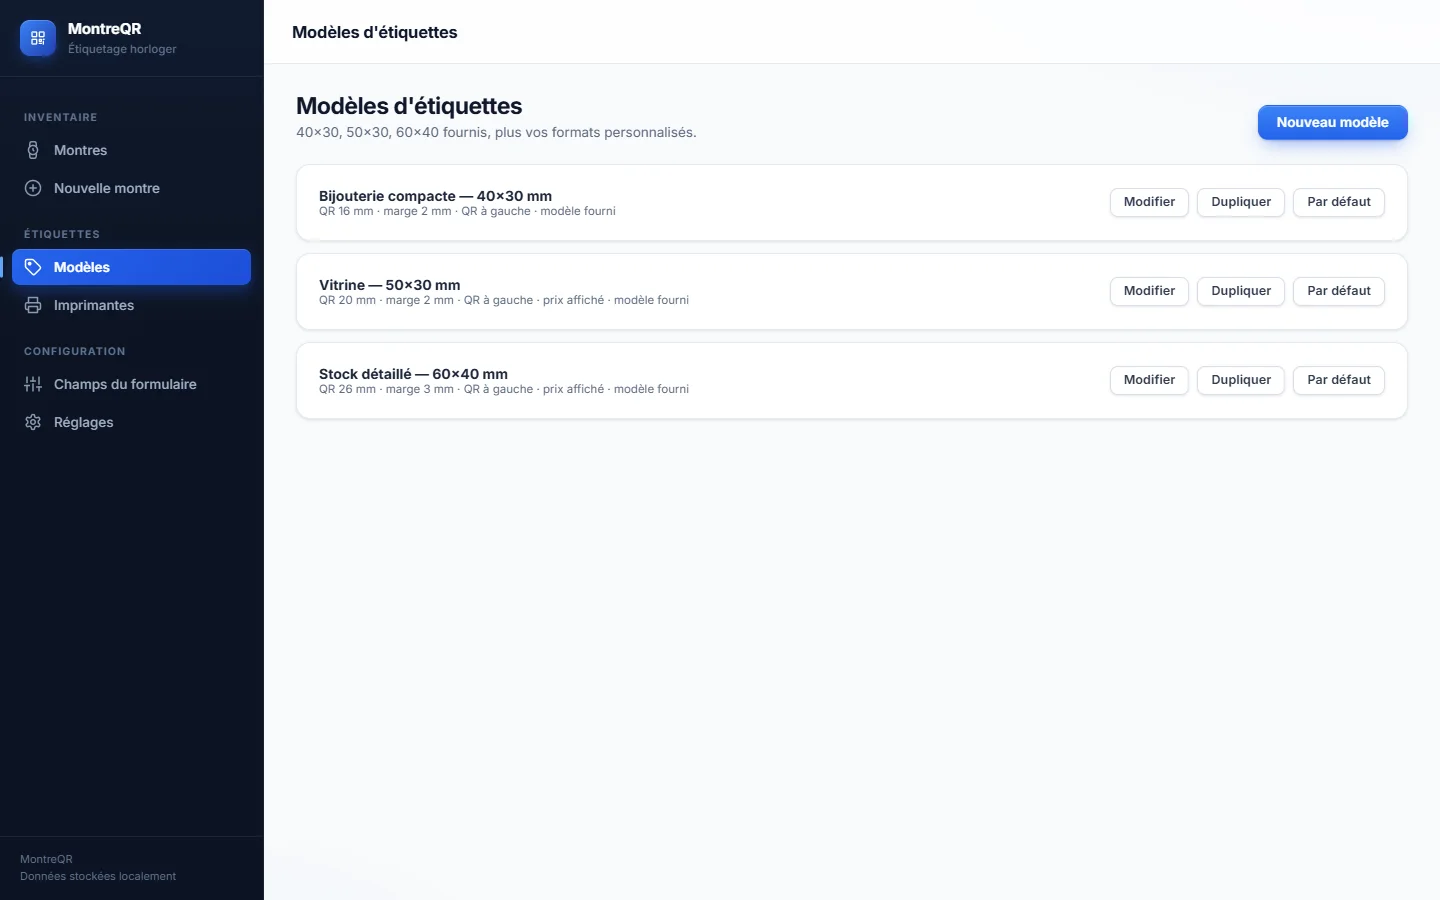 MontreQR
Étiquetage horloger
INVENTAIRE
Montres
Nouvelle montre
ÉTIQUETTES
Modèles
Imprimantes
CONFIGURATION
Champs du formulaire
Réglages
MontreQR
Données stockées localement
Modèles d'étiquettes
Modèles d'étiquettes
40×30, 50×30, 60×40 fournis, plus vos formats personnalisés.
Nouveau modèle
Bijouterie compacte — 40×30 mm
QR 16 mm · marge 2 mm · QR à gauche · modèle fourni
Modifier
Dupliquer
Par défaut
Vitrine — 50×30 mm
QR 20 mm · marge 2 mm · QR à gauche · prix affiché · modèle fourni
Modifier
Dupliquer
Par défaut
Stock détaillé — 60×40 mm
QR 26 mm · marge 3 mm · QR à gauche · prix affiché · modèle fourni
Modifier
Dupliquer
Par défaut